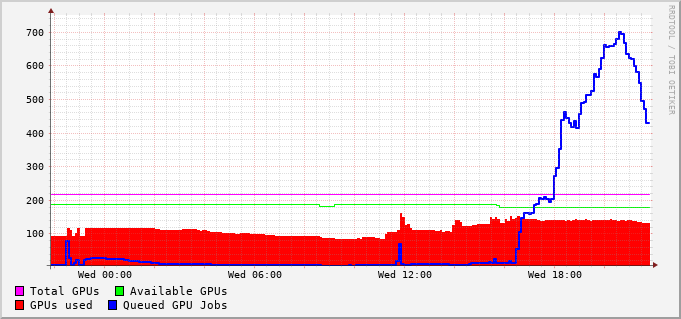 700
600
500
400
300
200
100
Wed 00:00 Wed 06:00 Wed 12:00 Wed 18:00
Total GPUs Available GPUs
GPUs used Queued GPU Jobs
RRDTOOL / TOBI OETIKER